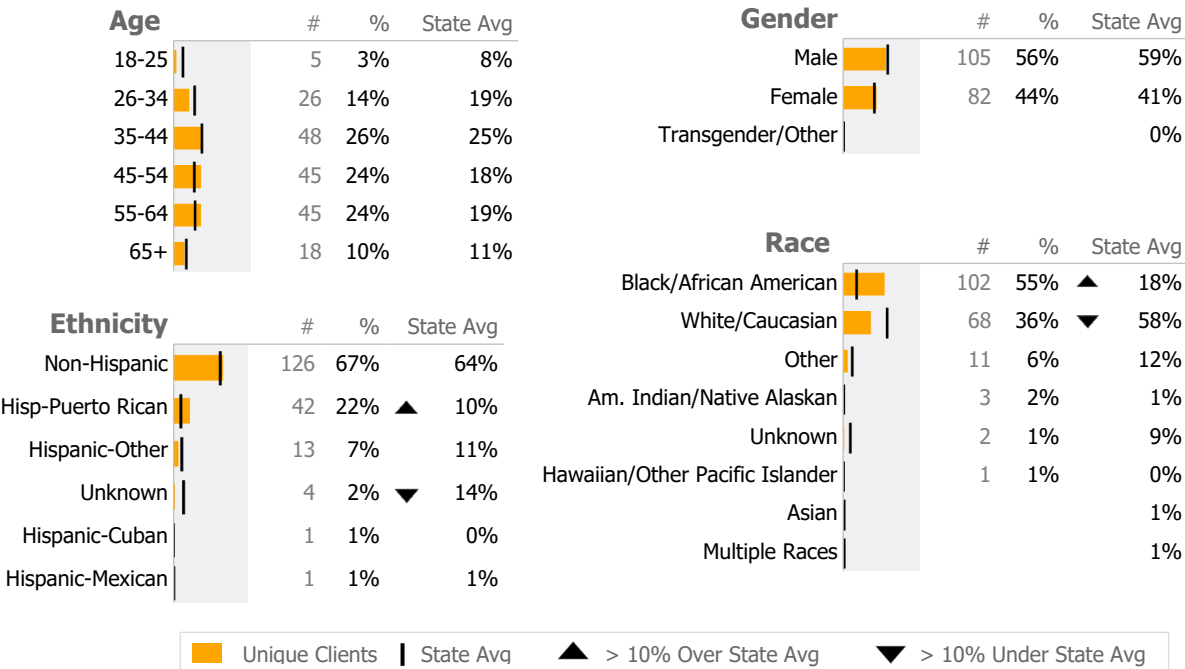 Age # % State Avg
18-25 5 3% 8%
26-34 26 14% 19%
35-44 48 26% 25%
45-54 45 24% 18%
55-64 45 24% 19%
65+ 18 10% 11%
Ethnicity # % State Avg
Non-Hispanic 126 67% 64%
Hisp-Puerto Rican 42 22% ▲ 10%
Hispanic-Other 13 7% 11%
Unknown 4 2% ▼ 14%
Hispanic-Cuban 1 1% 0%
Hispanic-Mexican 1 1% 1%
Gender # % State Avg
Male 105 56% 59%
Female 82 44% 41%
Transgender/Other 0%
Race # % State Avg
Black/African American 102 55% ▲ 18%
White/Caucasian 68 36% ▼ 58%
Other 11 6% 12%
Am. Indian/Native Alaskan 3 2% 1%
Unknown 2 1% 9%
Hawaiian/Other Pacific Islander 1 1% 0%
Asian 1%
Multiple Races 1%
Unique Clients | State Avg ▲ > 10% Over State Avg ▼ > 10% Under State Avg